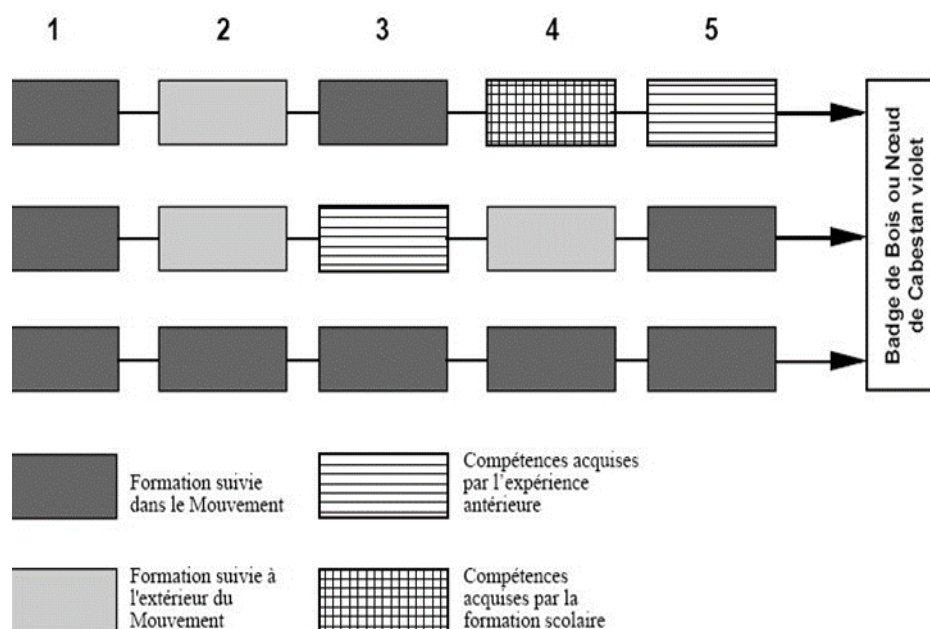 1 2 3 4 5
Badge de Bois ou Nœud
de Cabestan violet
Formation suivie
dans le Mouvement
Compétences acquises
par l'expérience
antérieure
Formation suivie à
l'extérieur du
Mouvement
Compétences
acquises par la
formation scolaire